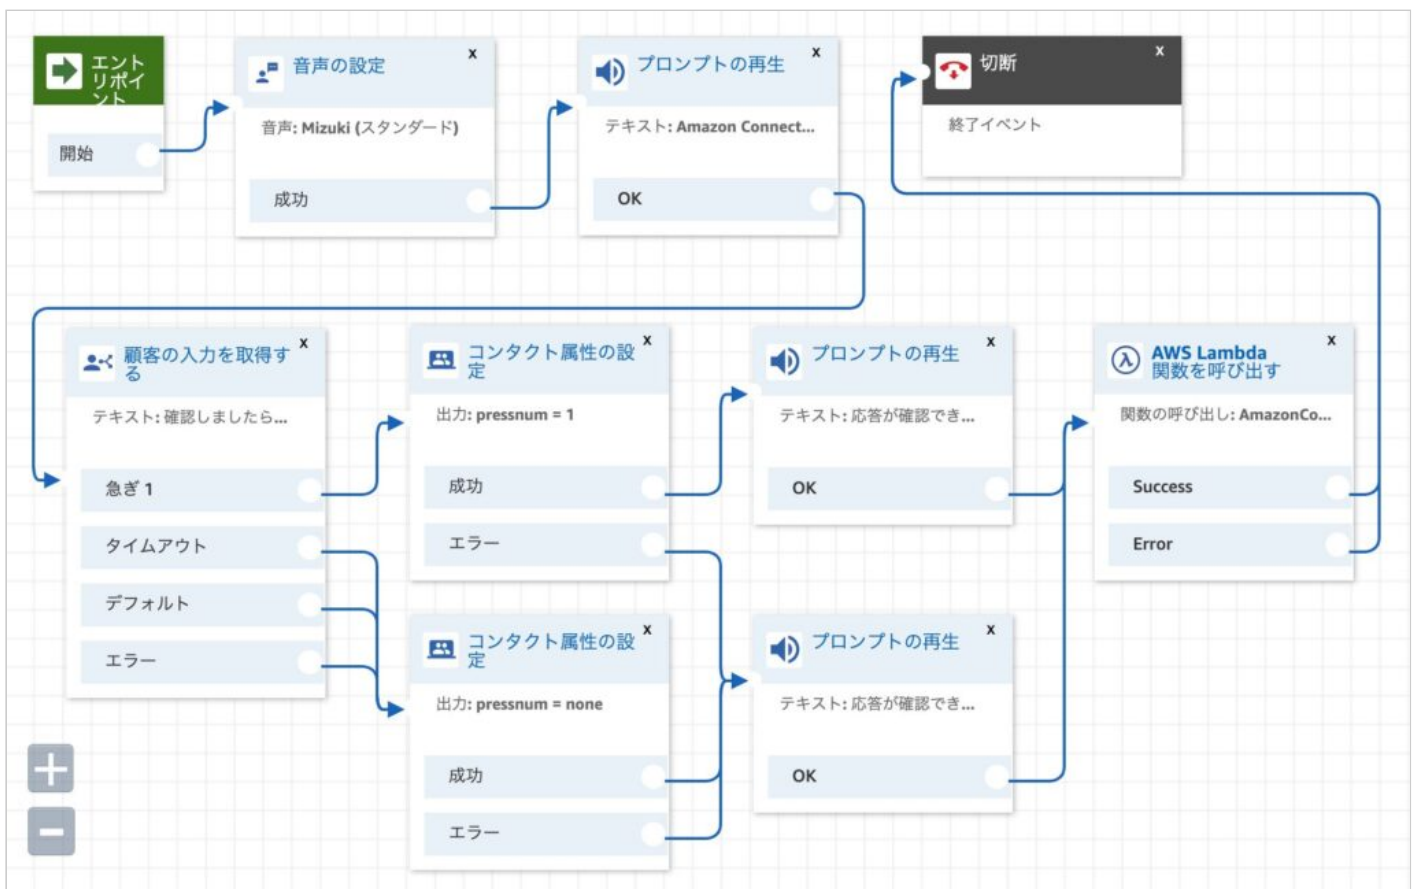 エント
リポイ
ント
開始
音声の設定
x
音声: Mizuki (スタンダード)
成功
プロンプトの再生
x
テキスト: Amazon Connect...
OK
切断
x
終了イベント
顧客の入力を取得す
る
x
テキスト: 確認しましたら...
急ぎ 1
タイムアウト
デフォルト
エラー
コンタクト属性の設
定
x
出力: pressnum = 1
成功
エラー
プロンプトの再生
x
テキスト: 応答が確認でき...
OK
AWS Lambda
関数を呼び出す
x
関数の呼び出し: AmazonCo...
Success
Error
コンタクト属性の設
定
x
出力: pressnum = none
成功
エラー
プロンプトの再生
x
テキスト: 応答が確認でき...
OK